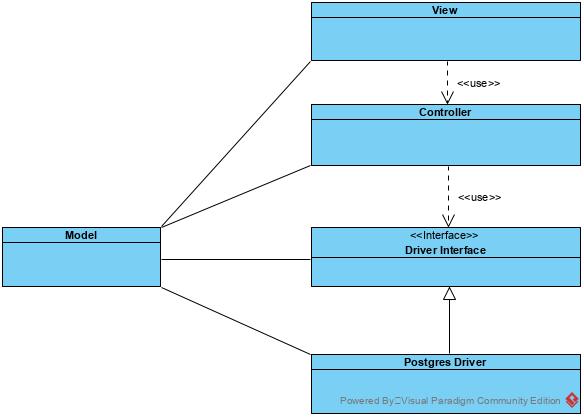 View
<<use>>
Controller
<<use>>
Model
<<Interface>>
Driver Interface
Postgres Driver
Powered By Visual Paradigm Community Edition